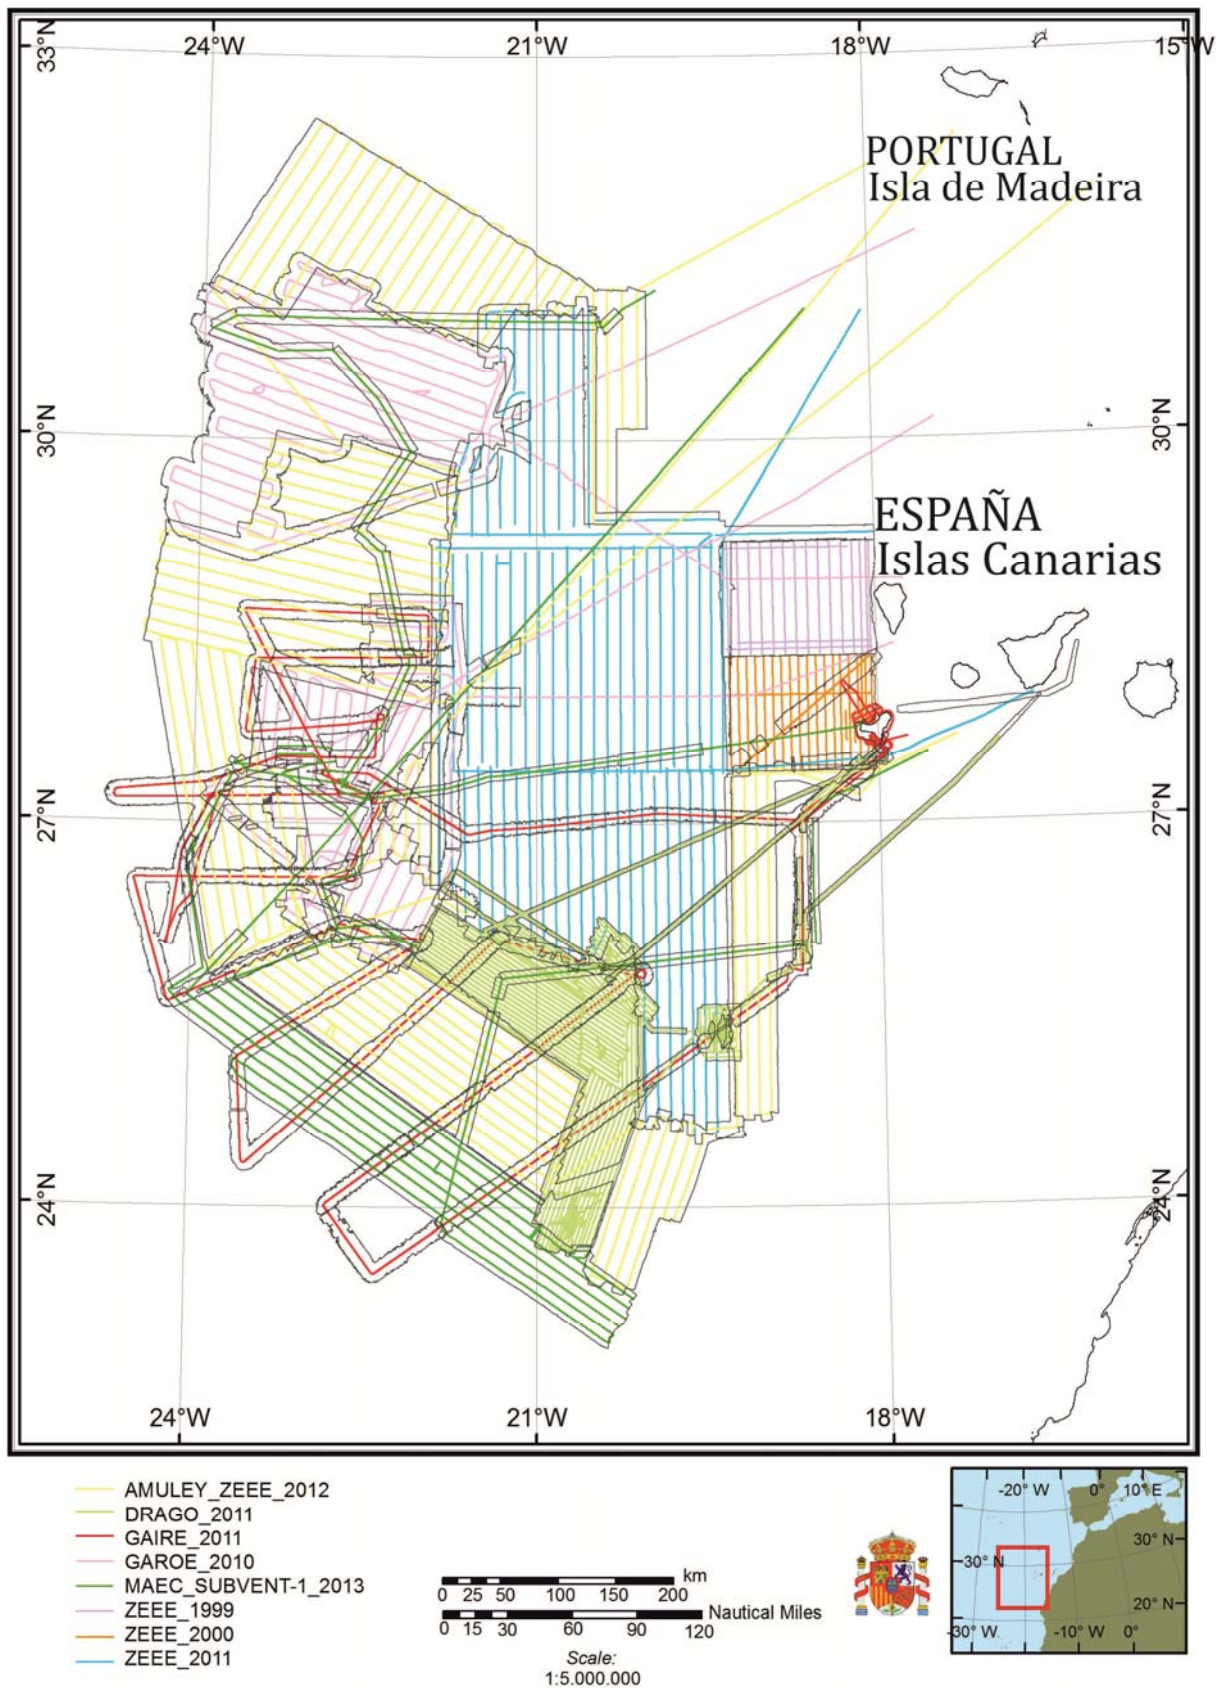 24°W 21°W 18°W 15°W
33°N
PORTUGAL
Isla de Madeira
30°N 30°N
ESPAÑA
Islas Canarias
27°N 27°N
24°N 24°N
24°W 21°W 18°W
AMULEY_ZEEE_2012
DRAGO_2011
GAIRE_2011
GAROE_2010
MAEC_SUBVENT-1_2013
ZEEE_1999
ZEEE_2000
ZEEE_2011
km
0 25 50 100 150 200
Nautical Miles
0 15 30 60 90 120
Scale:
1:5.000.000
-20° W 0° 10° E
30° N
30° N
20° N
-30° W -10° W 0°